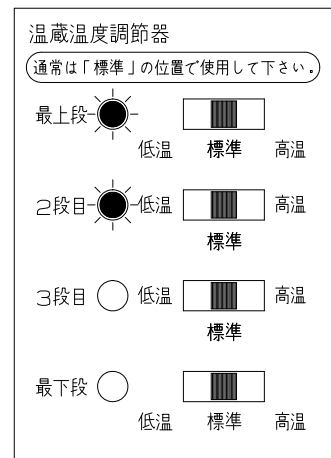 温蔵温度調節器
通常は「標準」の位置で使用して下さい。
最上段
低温 標準 高温
2段目 低温 高温
標準
3段目 低温 高温
標準
最下段
低温 標準 高温